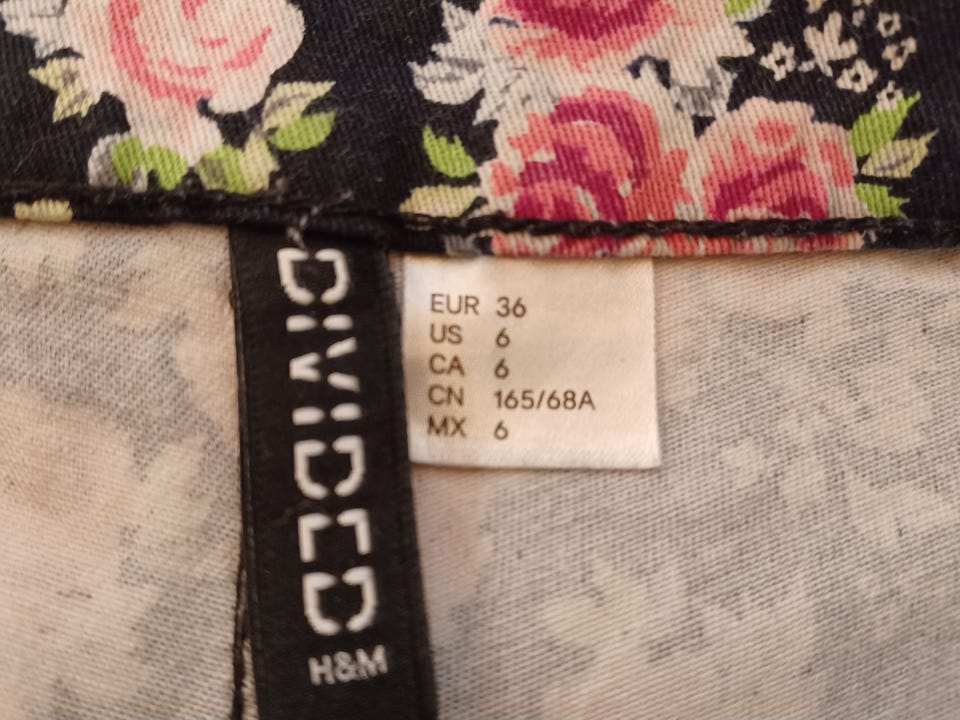 DIVIDED
H&M
EUR 36
US 6
CA 6
CN 165/68A
MX 6